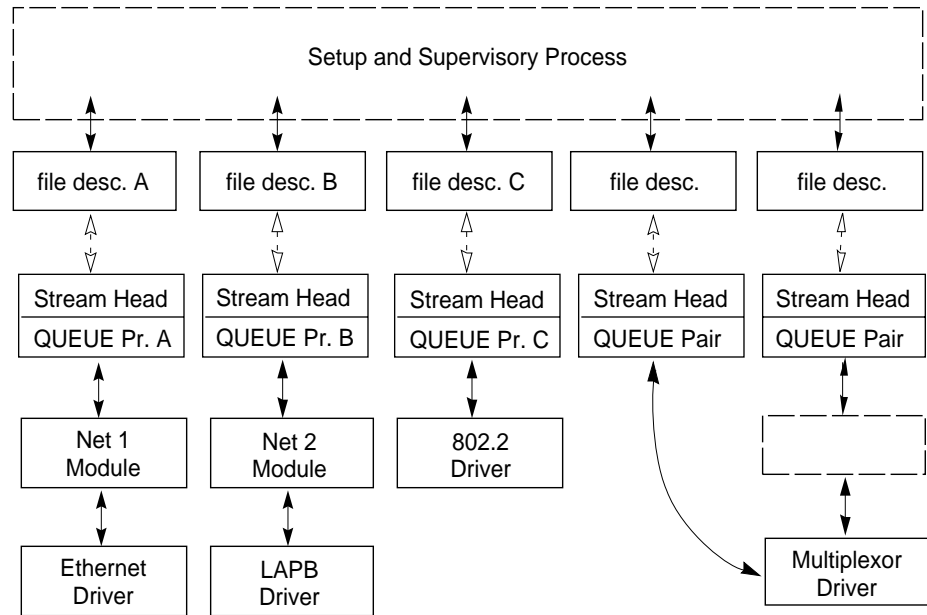 Setup and Supervisory Process
file desc. A
file desc. B
file desc. C
file desc.
file desc.
Stream Head
Stream Head
Stream Head
Stream Head
Stream Head
QUEUE Pr. A
QUEUE Pr. B
QUEUE Pr. C
QUEUE Pair
QUEUE Pair
Net 1
Module
Net 2
Module
802.2
Driver
Ethernet
Driver
LAPB
Driver
Multiplexor
Driver